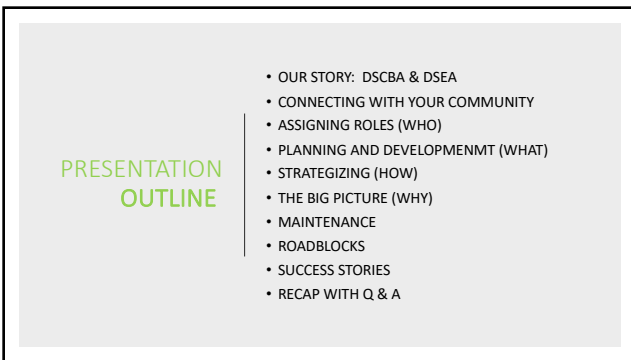 PRESENTATION
OUTLINE
• OUR STORY: DSCBA & DSEA
• CONNECTING WITH YOUR COMMUNITY
• ASSIGNING ROLES (WHO)
• PLANNING AND DEVELOPMENMT (WHAT)
• STRATEGIZING (HOW)
• THE BIG PICTURE (WHY)
• MAINTENANCE
• ROADBLOCKS
• SUCCESS STORIES
• RECAP WITH Q & A